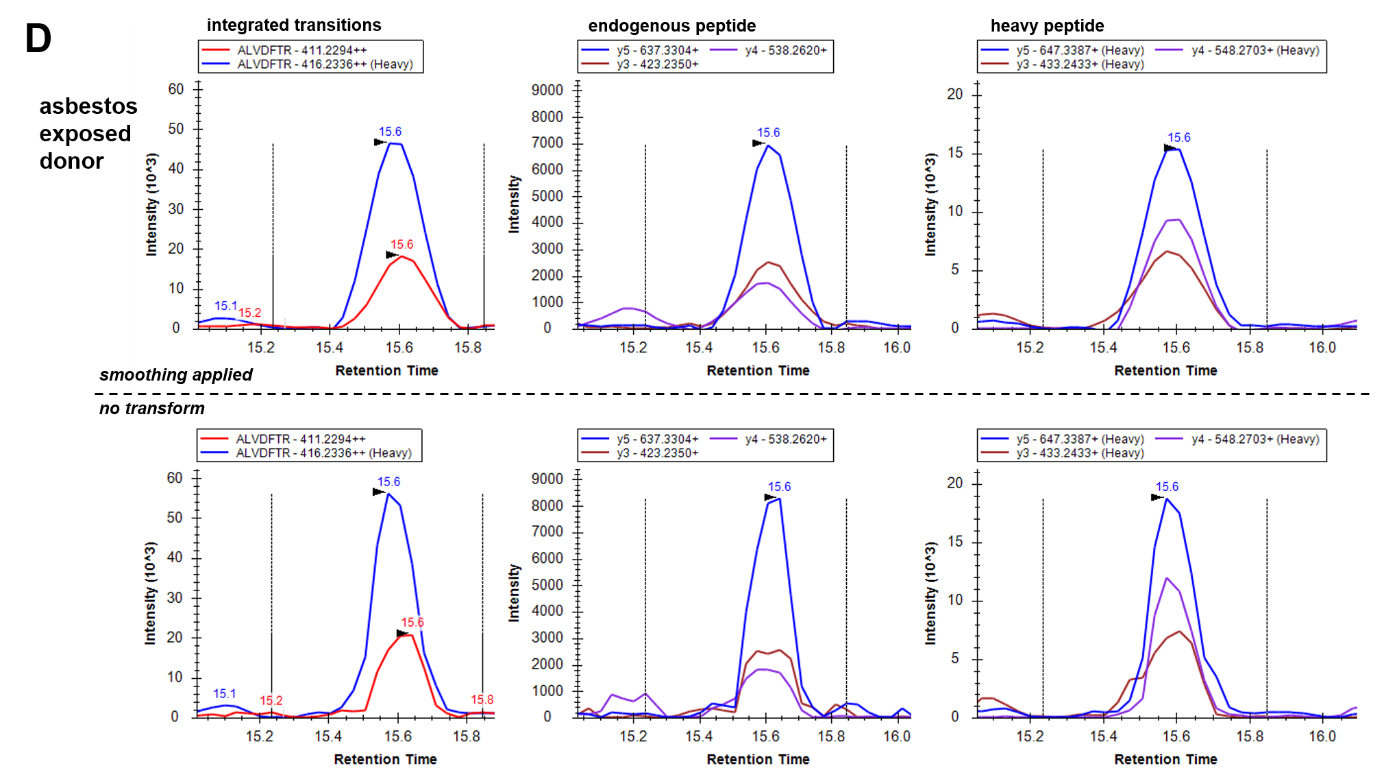 D
integrated transitions
endogenous peptide
heavy peptide
asbestos
exposed
donor
ALVDFTR - 411.2294++
ALVDFTR - 416.2336++ (Heavy)
60
50
40
30
20
10
0
Intensity (10^3)
15.6
15.6
15.1
15.2
15.2 15.4 15.6 15.8
Retention Time
y5 - 637.3304+ y4 - 538.2620+
y3 - 423.2350+
9000
8000
7000
6000
5000
4000
3000
2000
1000
0
Intensity
15.6
15.2 15.4 15.6 15.8 16.0
Retention Time
y5 - 647.3387+ (Heavy) y4 - 548.2703+ (Heavy)
y3 - 433.2433+ (Heavy)
20
15
10
5
0
Intensity (10^3)
15.6
15.2 15.4 15.6 15.8 16.0
Retention Time
smoothing applied
no transform
ALVDFTR - 411.2294++
ALVDFTR - 416.2336++ (Heavy)
60
50
40
30
20
10
0
Intensity (10^3)
15.6
15.6
15.1
15.2
15.8
15.2 15.4 15.6 15.8
Retention Time
y5 - 637.3304+ y4 - 538.2620+
y3 - 423.2350+
9000
8000
7000
6000
5000
4000
3000
2000
1000
0
Intensity
15.6
15.2 15.4 15.6 15.8 16.0
Retention Time
y5 - 647.3387+ (Heavy) y4 - 548.2703+ (Heavy)
y3 - 433.2433+ (Heavy)
20
15
10
5
0
Intensity (10^3)
15.6
15.2 15.4 15.6 15.8 16.0
Retention Time